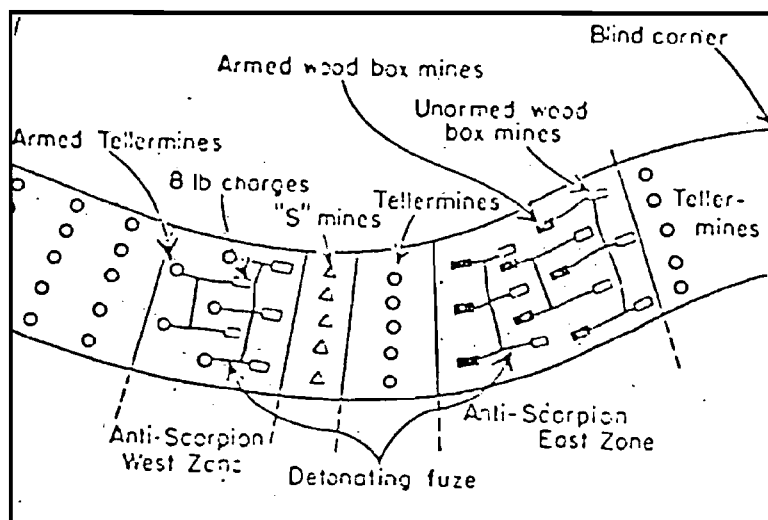 Blind corner
Armed wood box mines
Unarmed wood
box mines
Armed Tellermines
8 lb charges
"S" mines
Tellermines
Teller-
mines
Anti-Scorpion
West Zone
Anti-Scorpion
East Zone
Detonating fuze